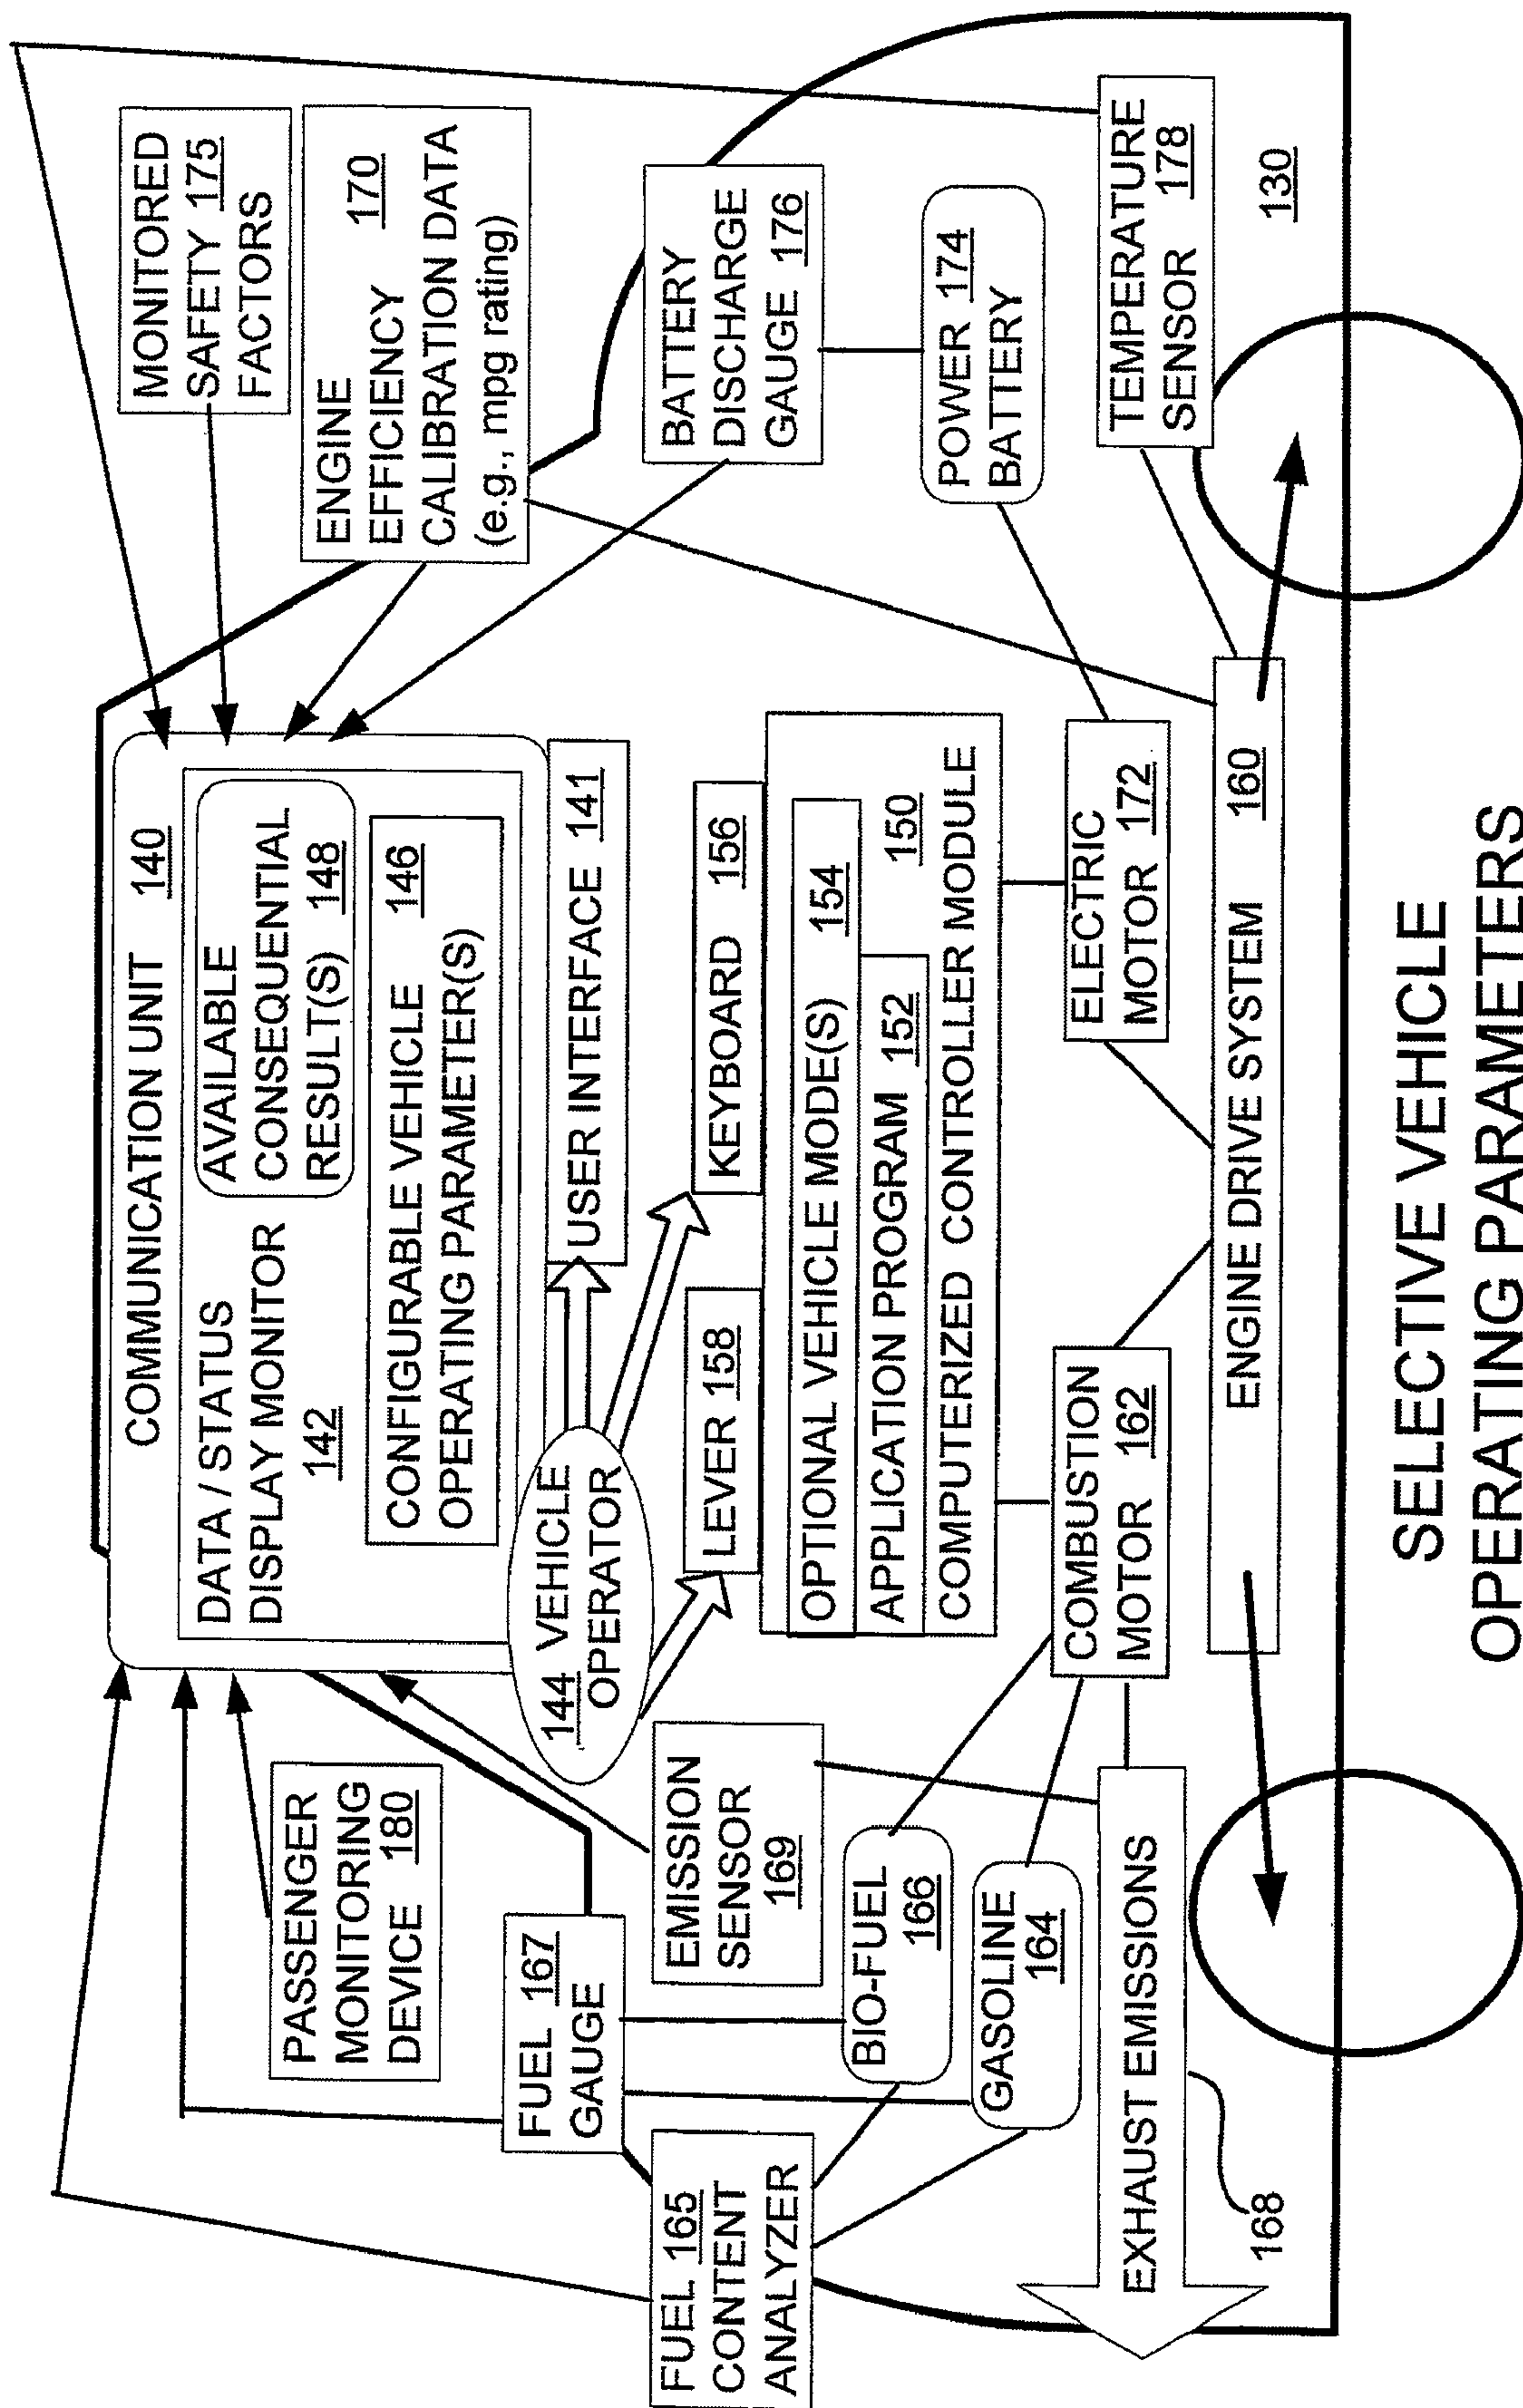 COMMUNICATION UNIT 140
DATA / STATUS
DISPLAY MONITOR
142
AVAILABLE
CONSEQUENTIAL
RESULT(S) 148
CONFIGURABLE VEHICLE 146
OPERATING PARAMETER(S)
MONITORED
SAFETY 175
FACTORS
PASSENGER
MONITORING
DEVICE 180
ENGINE
EFFICIENCY 170
CALIBRATION DATA
(e.g., mpg rating)
FUEL 167
GAUGE
144 VEHICLE
OPERATOR
USER INTERFACE 141
FUEL 165
CONTENT
ANALYZER
EMISSION
SENSOR
169
LEVER 158
KEYBOARD 156
BATTERY
DISCHARGE
GAUGE 176
OPTIONAL VEHICLE MODE(S) 154
APPLICATION PROGRAM 152
150
COMPUTERIZED CONTROLLER MODULE
BIO-FUEL
166
GASOLINE
164
POWER 174
BATTERY
COMBUSTION
MOTOR 162
ELECTRIC
MOTOR 172
TEMPERATURE
SENSOR 178
EXHAUST EMISSIONS
168
ENGINE DRIVE SYSTEM 160
130
SELECTIVE VEHICLE
OPERATING PARAMETERS